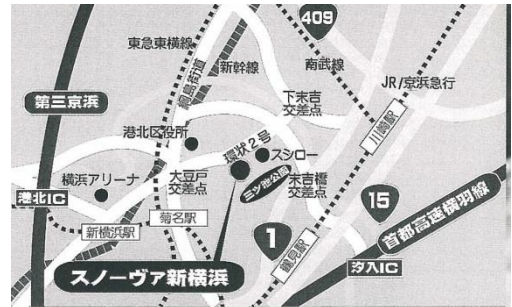 409
東急東横線
綱島街道
新幹線
南武線
下末吉
交差点
JR/京浜急行
第三京浜
港北区役所
環状2号
スシロー
川崎駅
横浜アリーナ
大豆戸
交差点
三ツ池公園
末吉橋
交差点
港北IC
菊名駅
新横浜駅
15
1
鶴見駅
首都高速横羽線
汐入IC
スノーヴァ新横浜